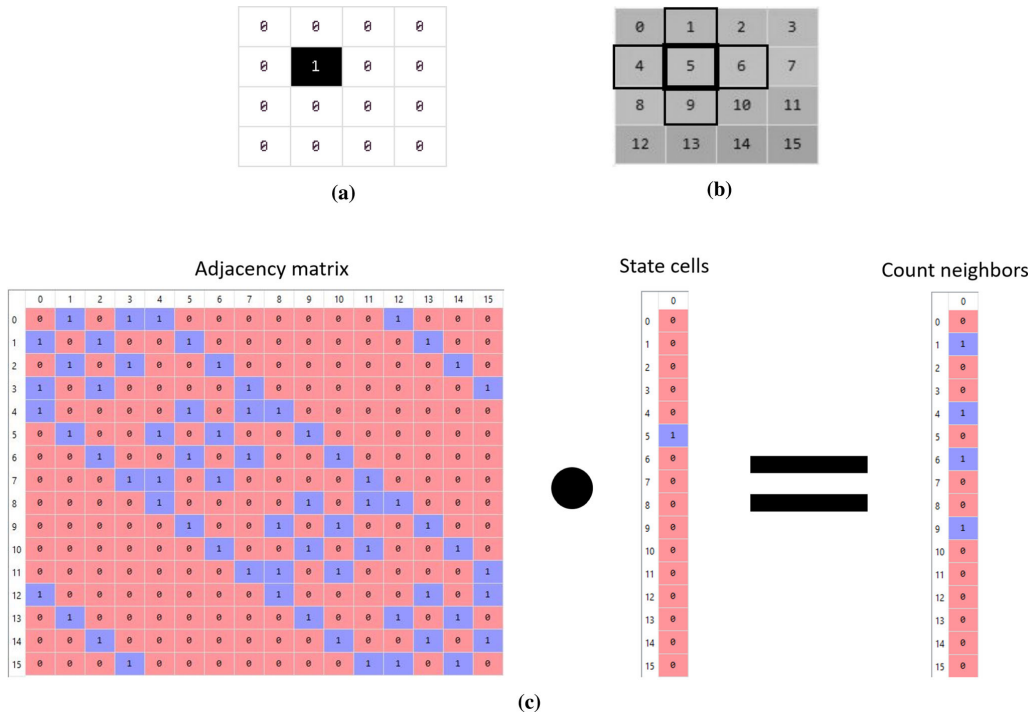 0 0 0 0
0 1 0 0
0 0 0 0
0 0 0 0
(a)
0 1 2 3
4 5 6 7
8 9 10 11
12 13 14 15
(b)
Adjacency matrix
0 1 2 3 4 5 6 7 8 9 10 11 12 13 14 15
0 0 1 0 1 1 0 0 0 0 0 0 0 1 0 0 0
1 1 0 1 0 0 1 0 0 0 0 0 0 0 1 0 0
2 0 1 0 1 0 0 1 0 0 0 0 0 0 0 1 0
3 1 0 1 0 0 0 0 1 0 0 0 0 0 0 0 1
4 1 0 0 0 0 1 0 1 1 0 0 0 0 0 0 0
5 0 1 0 0 1 0 1 0 0 1 0 0 0 0 0 0
6 0 0 1 0 0 1 0 1 0 0 1 0 0 0 0 0
7 0 0 0 1 1 0 1 0 0 0 0 1 0 0 0 0
8 0 0 0 0 1 0 0 0 0 1 0 1 1 0 0 0
9 0 0 0 0 0 1 0 0 1 0 1 0 0 1 0 0
10 0 0 0 0 0 0 1 0 0 1 0 1 0 0 1 0
11 0 0 0 0 0 0 0 1 1 0 1 0 0 0 0 1
12 1 0 0 0 0 0 0 0 1 0 0 0 0 1 0 1
13 0 1 0 0 0 0 0 0 0 1 0 0 1 0 1 0
14 0 0 1 0 0 0 0 0 0 0 1 0 0 1 0 1
15 0 0 0 1 0 0 0 0 0 0 0 1 1 0 1 0
State cells
0
0 0
1 0
2 0
3 0
4 0
5 1
6 0
7 0
8 0
9 0
10 0
11 0
12 0
13 0
14 0
15 0
Count neighbors
0
0 0
1 1
2 0
3 0
4 1
5 0
6 1
7 0
8 0
9 1
10 0
11 0
12 0
13 0
14 0
15 0
(c)